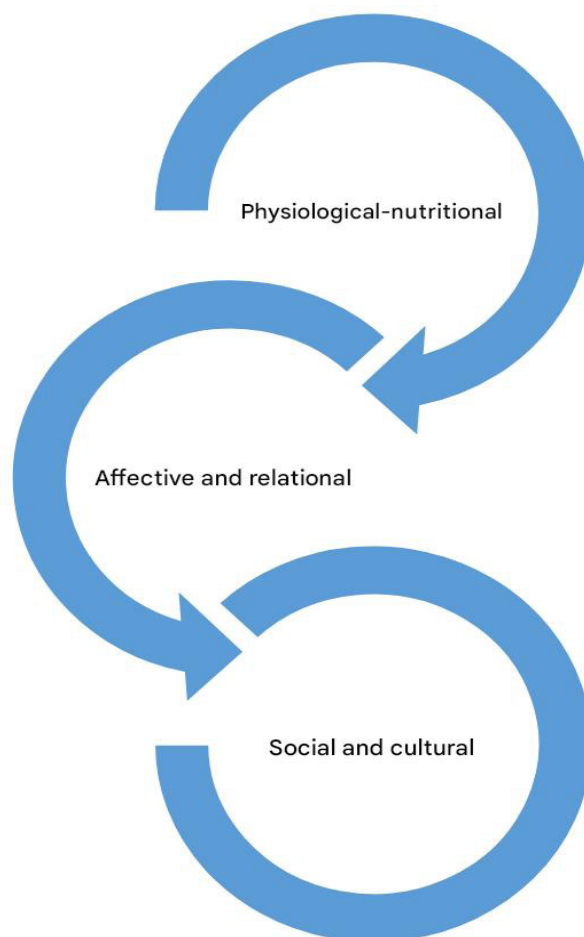 Physiological-nutritional
Affective and relational
Social and cultural